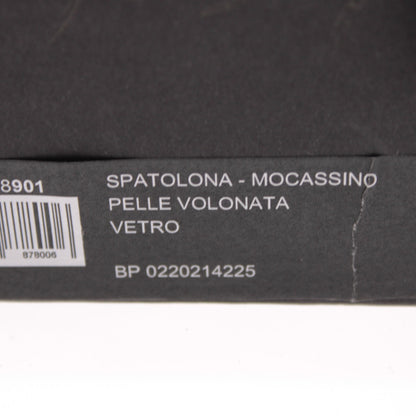 8901
SPATOLONA - MOCASSINO
PELLE VOLONATA
VETRO
878006
BP 0220214225